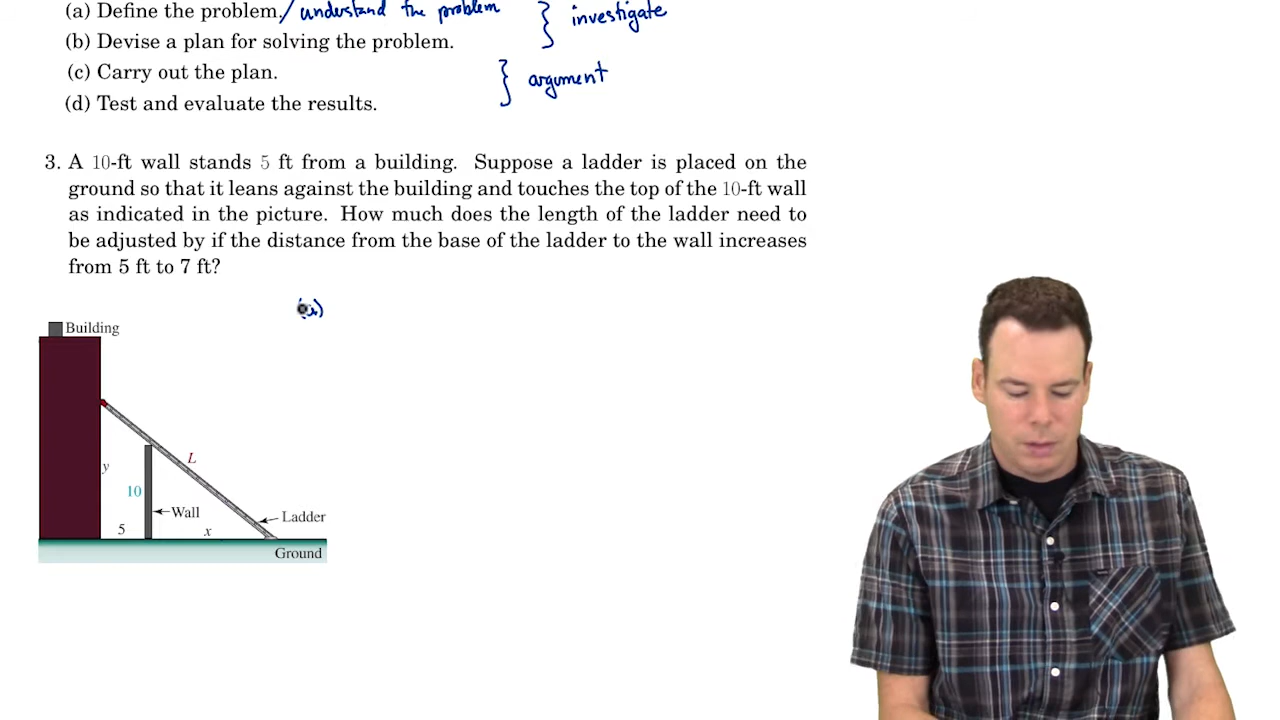 (a) Define the problem. / understand the problem } investigate
(b) Devise a plan for solving the problem.
(c) Carry out the plan.
} argument
(d) Test and evaluate the results.
3. A 10-ft wall stands 5 ft from a building. Suppose a ladder is placed on the
ground so that it leans against the building and touches the top of the 10-ft wall
as indicated in the picture. How much does the length of the ladder need to
be adjusted by if the distance from the base of the ladder to the wall increases
from 5 ft to 7 ft?
Building
L
y
10
Wall
Ladder
5
x
Ground